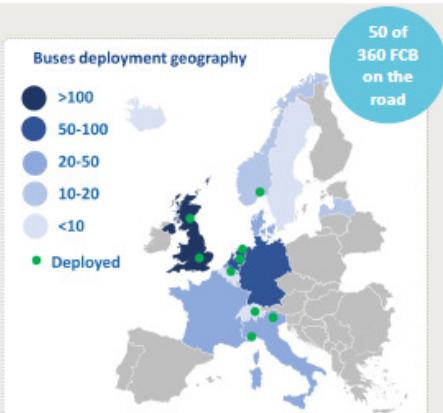 50 of
360 FCB
on the
road
Buses deployment geography
>100
50-100
20-50
10-20
<10
Deployed